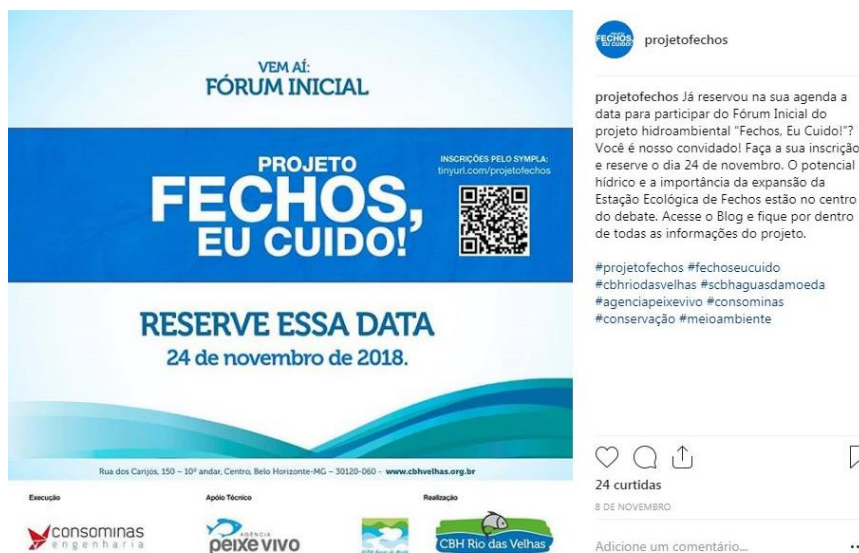 VEM AÍ:
FÓRUM INICIAL
PROJETO
FECHOS,
EU CUIDO!
INSCRIÇÕES PELO SYMPLA:
tinyurl.com/projetofechos
RESERVE ESSA DATA
24 de novembro de 2018.
Rua dos Carijós, 150 – 10º andar, Centro, Belo Horizonte-MG – 30120-060 - www.cbhvelhas.org.br
Execução
Apoio Técnico
Realização
consominas
engenharia
AGÊNCIA
peixe vivo
CBH Rio das Velhas
PROJETO
FECHOS,
EU CUIDO!
projetofechos
projetofechos Já reservou na sua agenda a
data para participar do Fórum Inicial do
projeto hidroambiental "Fechos, Eu Cuido!"?
Você é nosso convidado! Faça a sua inscrição
e reserve o dia 24 de novembro. O potencial
hídrico e a importância da expansão da
Estação Ecológica de Fechos estão no centro
do debate. Acesse o Blog e fique por dentro
de todas as informações do projeto.
#projetofechos #fechoseucuido
#cbhriodasvelhas #scbhaguasdamoeda
#agenciapeixevivo #consominas
#conservação #meioambiente
24 curtidas
8 DE NOVEMBRO
Adicione um comentário...